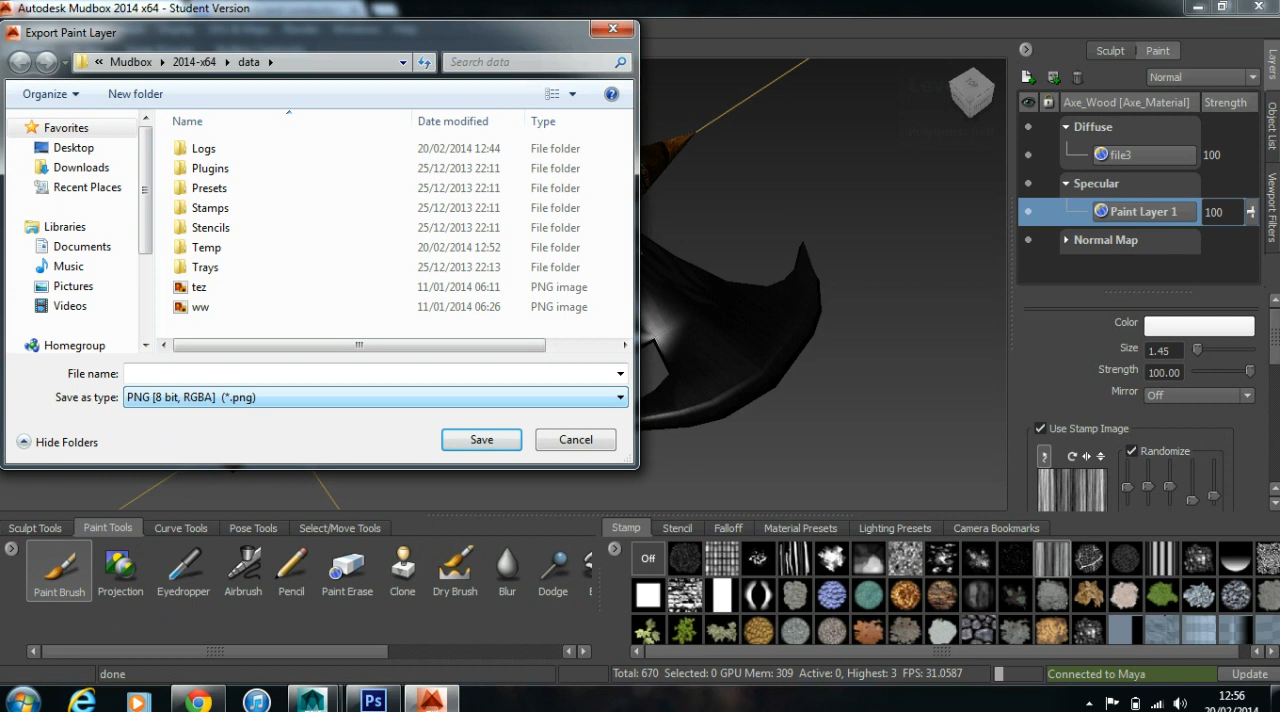 Autodesk Mudbox 2014 x64 - Student Version
Export Paint Layer
« Mudbox 2014-x64 data
Search data
Organize New folder
Favorites
Desktop
Downloads
Recent Places
Libraries
Documents
Music
Pictures
Videos
Homegroup
Name Date modified Type
Logs 20/02/2014 12:44 File folder
Plugins 25/12/2013 22:11 File folder
Presets 25/12/2013 22:11 File folder
Stamps 25/12/2013 22:11 File folder
Stencils 25/12/2013 22:11 File folder
Temp 20/02/2014 12:52 File folder
Trays 25/12/2013 22:13 File folder
tez 11/01/2014 06:11 PNG image
ww 11/01/2014 06:26 PNG image
File name:
Save as type: PNG [8 bit, RGBA] (*.png)
Hide Folders
Save Cancel
Sculpt Paint
Normal
Axe_Wood [Axe_Material] Strength
Diffuse
file3 100
Specular
Paint Layer 1 100
Normal Map
Layers
Object List
Viewport Filters
Color
Size 1.45
Strength 100.00
Mirror Off
Use Stamp Image
Randomize
Sculpt Tools Paint Tools Curve Tools Pose Tools Select/Move Tools
Paint Brush Projection Eyedropper Airbrush Pencil Paint Erase Clone Dry Brush Blur Dodge
Stamp Stencil Falloff Material Presets Lighting Presets Camera Bookmarks
Off
done
Total: 670 Selected: 0 GPU Mem: 309 Active: 0, Highest: 3 FPS: 31.0587
Connected to Maya
Update
Ps
12:56
20/02/2014